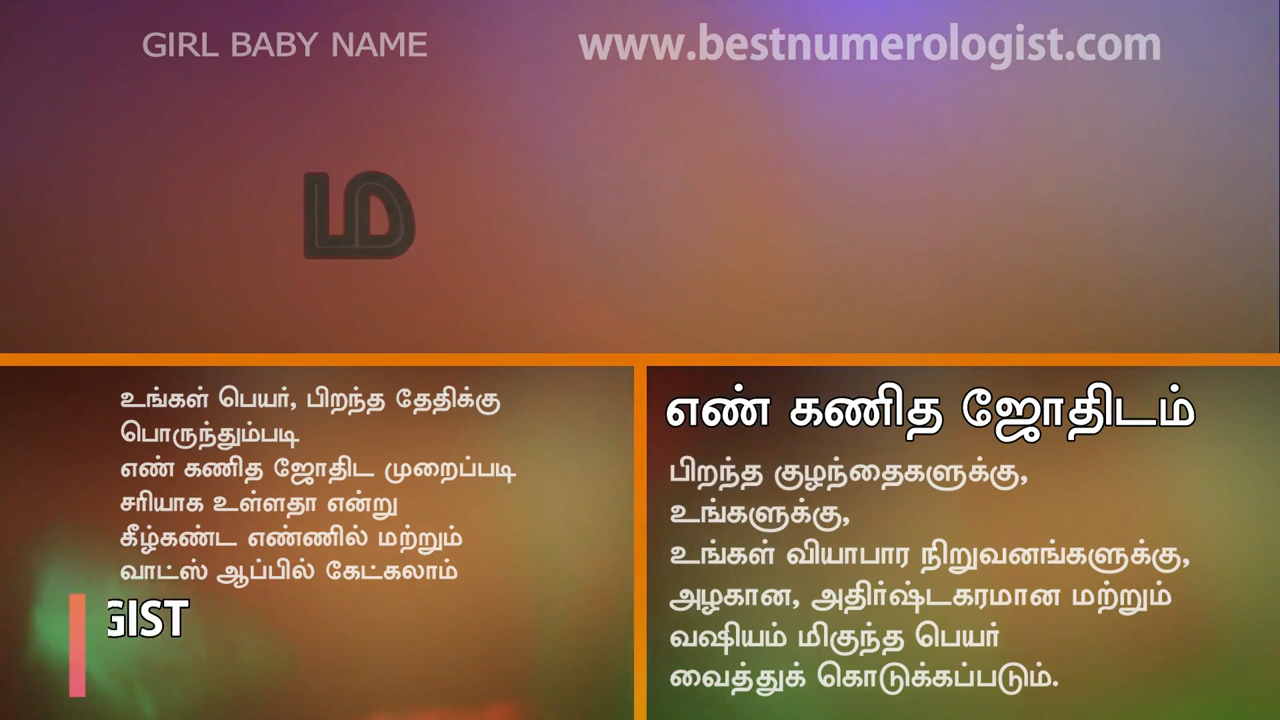 GIRL BABY NAME
www.bestnumerologist.com
ம
உங்கள் பெயர், பிறந்த தேதிக்கு
பொருந்தும்படி
எண் கணித ஜோதிட முறைப்படி
சரியாக உள்ளதா என்று
கீழ்கண்ட எண்ணில் மற்றும்
வாட்ஸ் ஆப்பில் கேட்கலாம்
GIST
எண் கணித ஜோதிடம்
பிறந்த குழந்தைகளுக்கு,
உங்களுக்கு,
உங்கள் வியாபார நிறுவனங்களுக்கு,
அழகான, அதிர்ஷ்டகரமான மற்றும்
வஷியம் மிகுந்த பெயர்
வைத்துக் கொடுக்கப்படும்.